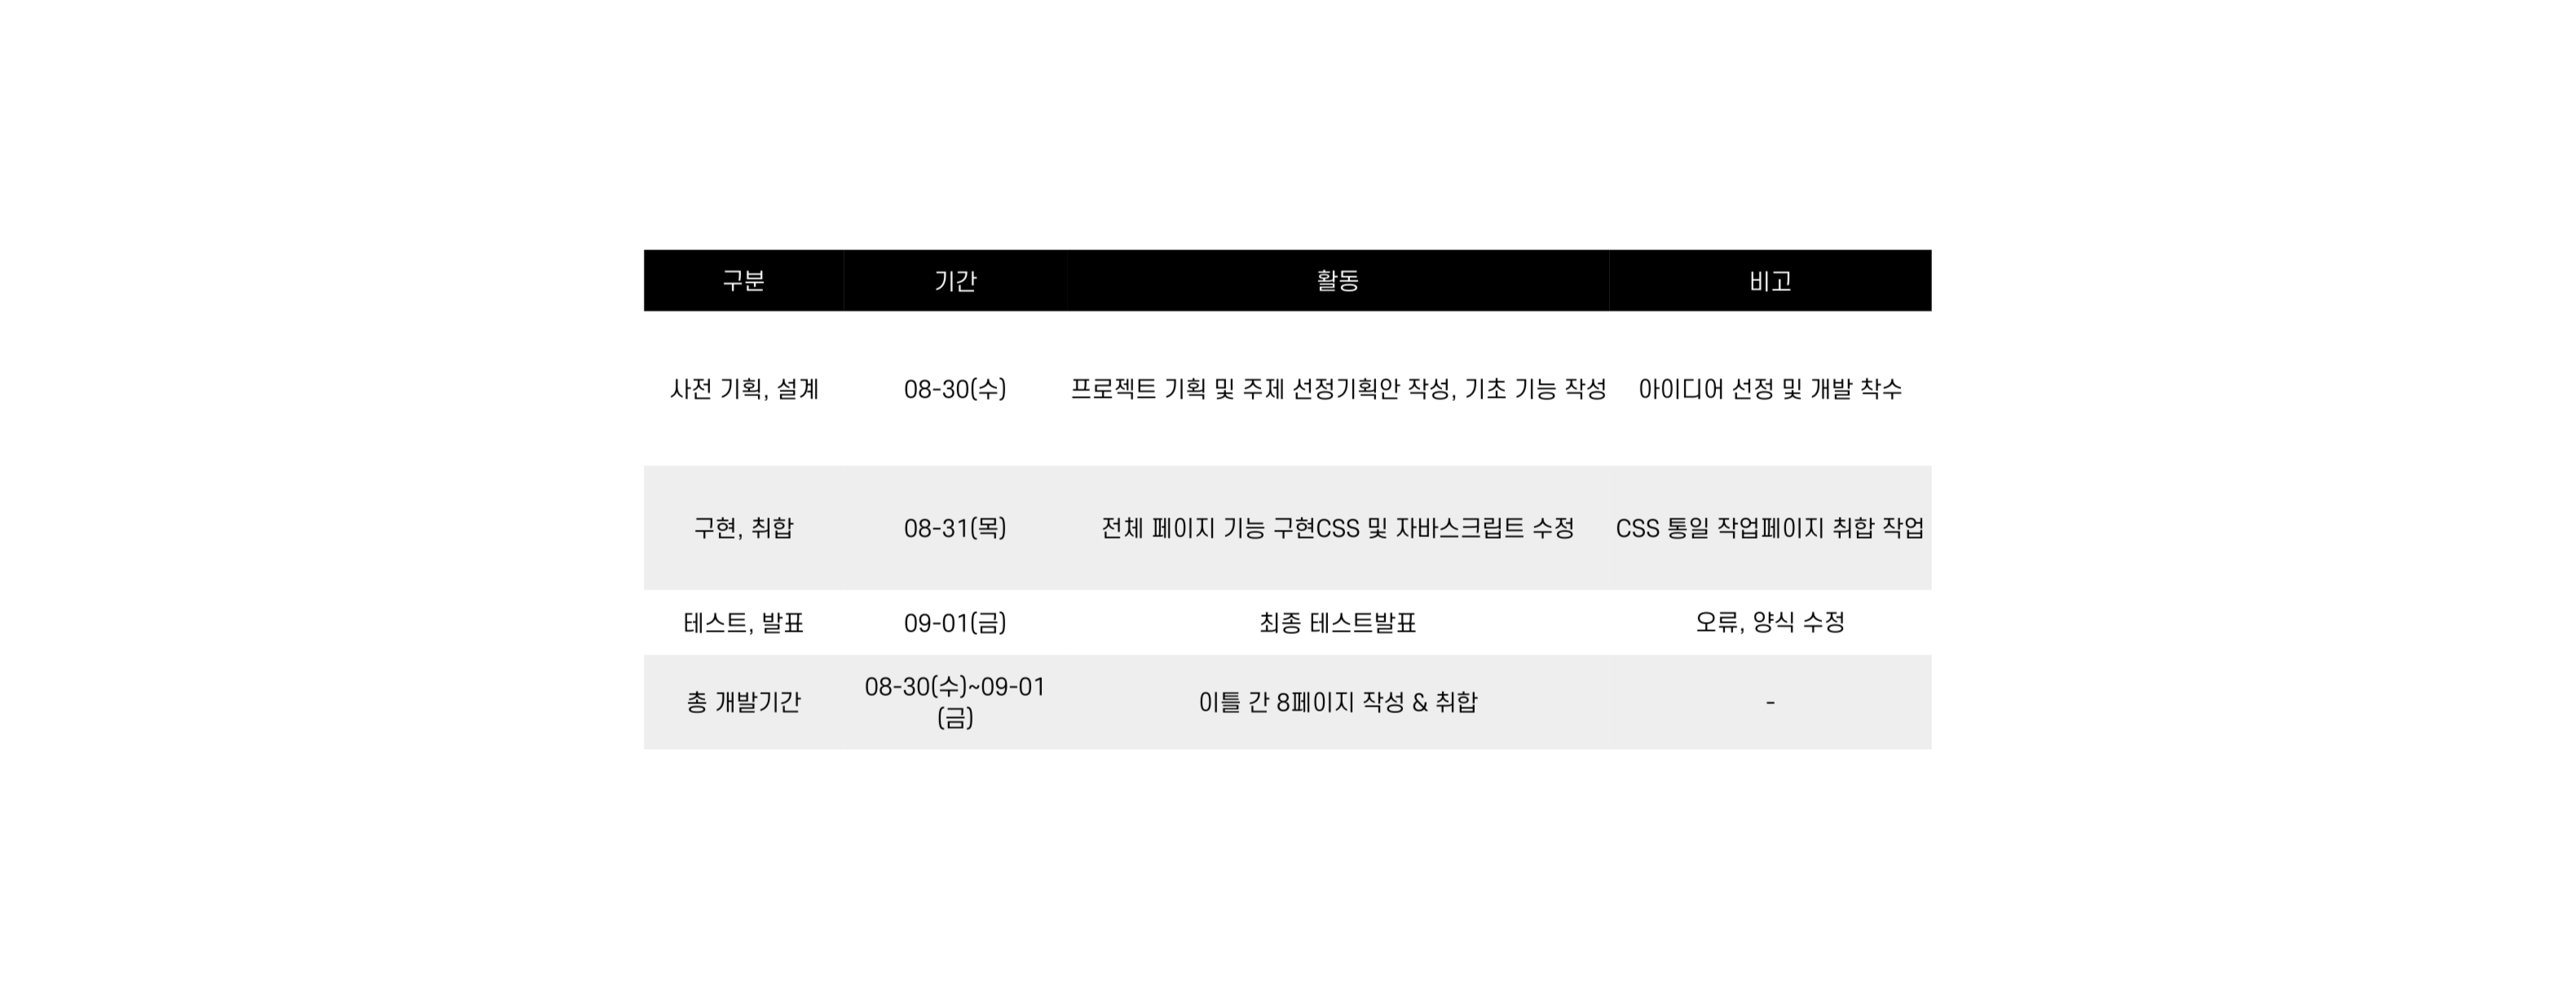 구분 기간 활동 비고
사전 기획, 설계 08-30(수) 프로젝트 기획 및 주제 선정기획안 작성, 기초 기능 작성 아이디어 선정 및 개발 착수
구현, 취합 08-31(목) 전체 페이지 기능 구현CSS 및 자바스크립트 수정 CSS 통일 작업페이지 취합 작업
테스트, 발표 09-01(금) 최종 테스트발표 오류, 양식 수정
총 개발기간 08-30(수)~09-01
(금) 이틀 간 8페이지 작성 & 취합 -